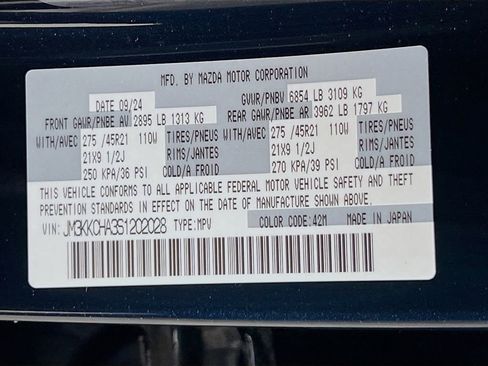 MFD. BY MAZDA MOTOR CORPORATION
DATE 09/24 GVWR/PNBV 6854 LB 3109 KG
FRONT GAWR/PNBE AV 2895 LB 1313 KG REAR GAWR/PNBE AR 3962 LB 1797 KG
WITH/AVEC 275 /45R21 110W TIRES/PNEUS WITH/AVEC 275 /45R21 110W TIRES/PNEUS
21X9 1/2J RIMS/JANTES 21X9 1/2J RIMS/JANTES
250 KPA/36 PSI COLD/A FROID 270 KPA/39 PSI COLD/A FROID
THIS VEHICLE CONFORMS TO ALL APPLICABLE FEDERAL MOTOR VEHICLE SAFETY AND THEFT
PREVENTION STANDARDS IN EFFECT ON THE DATE OF MANUFACTURE SHOWN ABOVE.
VIN: JM3KKCHA3S1202028 TYPE: MPV COLOR CODE: 42M MADE IN JAPAN